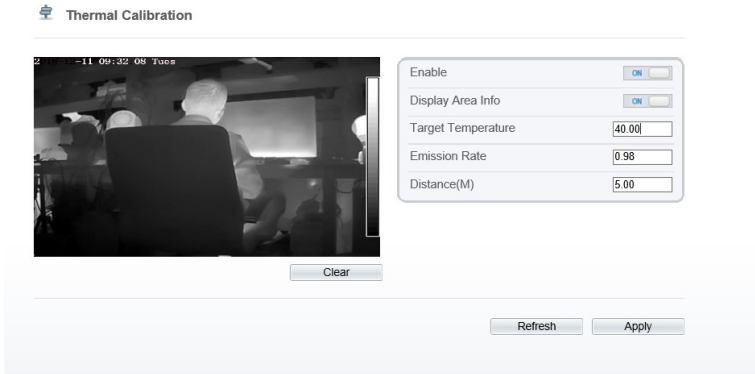 Thermal Calibration
-11 09:32 08 Tues
Enable
ON
Display Area Info
ON
Target Temperature
40.00
Emission Rate
0.98
Distance(M)
5.00
Clear
Refresh
Apply